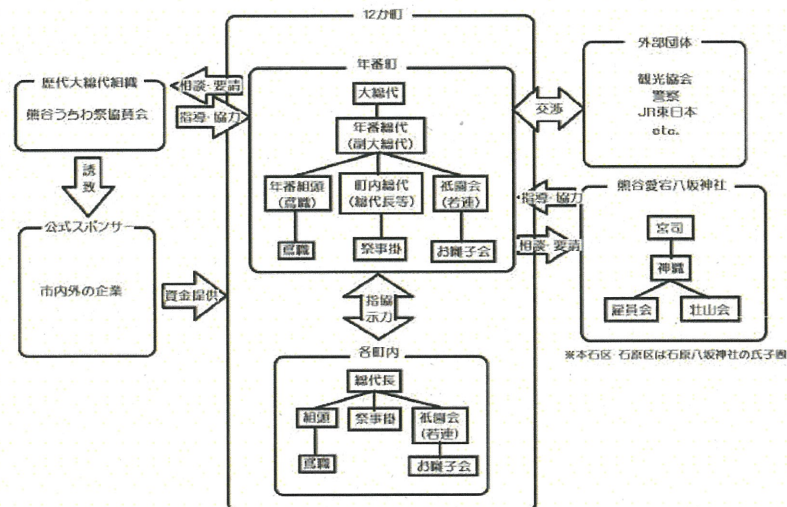 12か町
歴代大総代組織
熊谷うちわ祭協賛会
相談・要請
指導・協力
誘致
公式スポンサー
市内外の企業
資金提供
年番町
大総代
年番総代
(副大総代)
年番組頭
(鳶職)
町内総代
(総代長等)
祇園会
(若連)
鳶職
祭事掛
お囃子会
指示
協力
各町内
総代長
組頭
祭事掛
祇園会
(若連)
鳶職
お囃子会
外部団体
観光協会
警察
JR東日本
etc.
交渉
熊谷愛宕八坂神社
指導・協力
相談・要請
宮司
神職
雇員会
壮山会
※本石区・石原区は石原八坂神社の氏子圏